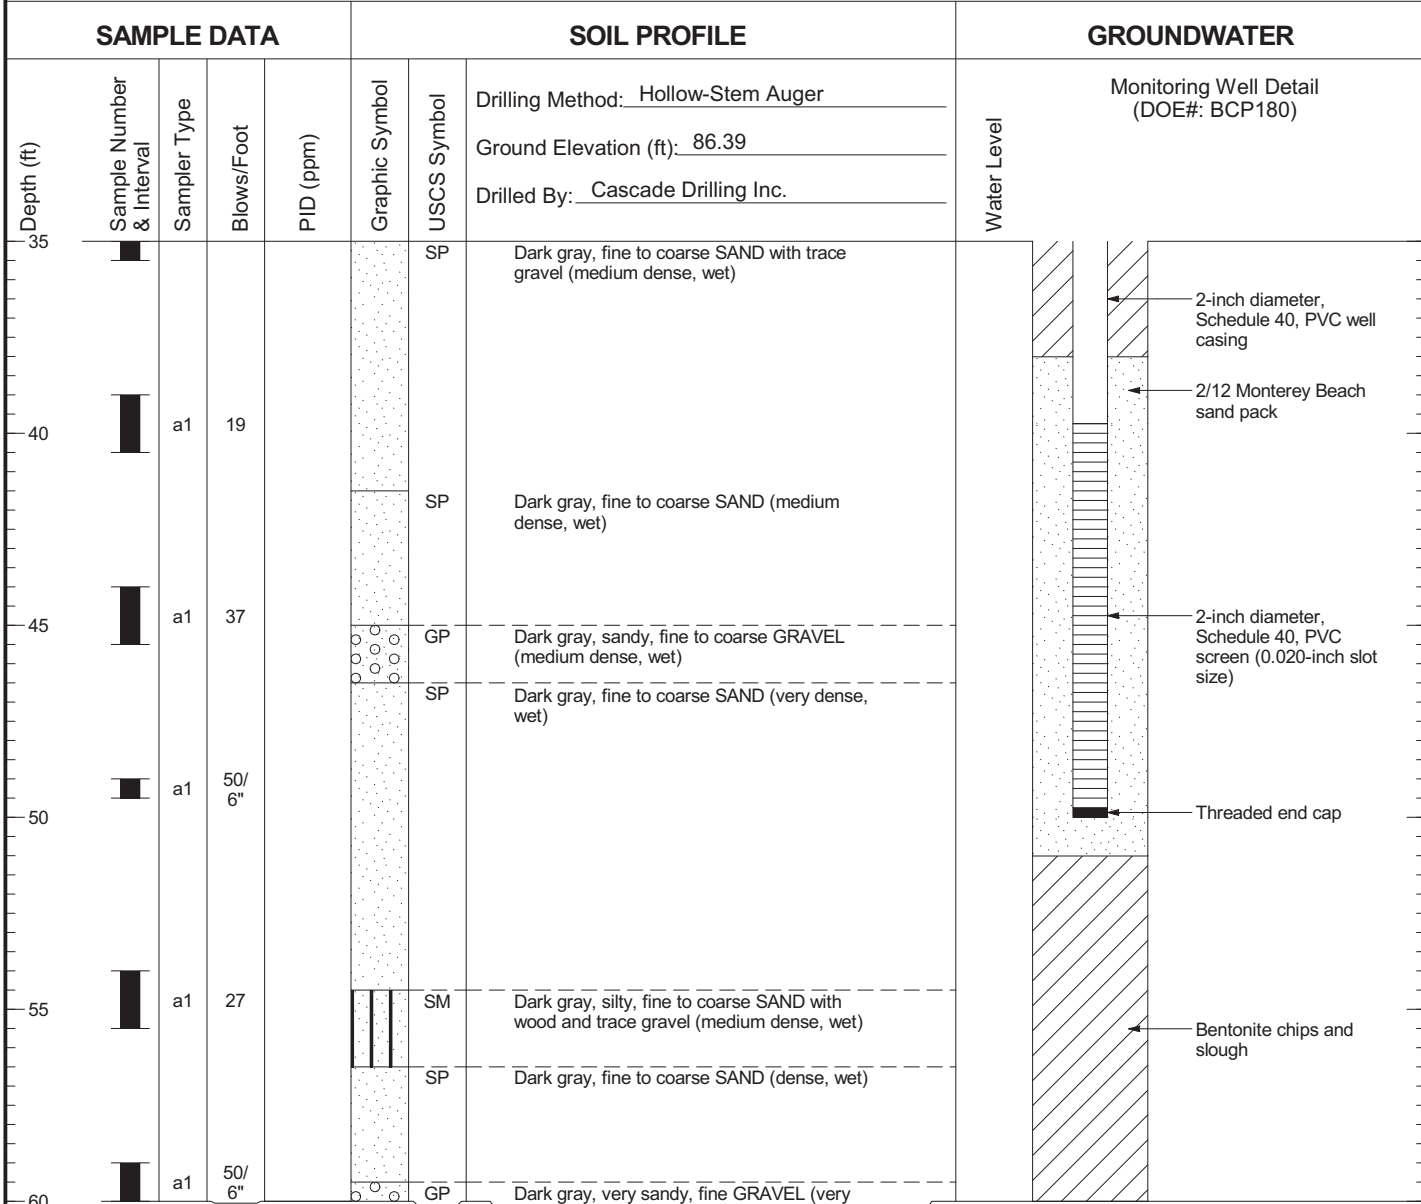 SAMPLE DATA
SOIL PROFILE
GROUNDWATER
Depth (ft)
Sample Number
& Interval
Sampler Type
Blows/Foot
PID (ppm)
Graphic Symbol
USCS Symbol
Drilling Method: Hollow-Stem Auger
Ground Elevation (ft): 86.39
Drilled By: Cascade Drilling Inc.
Water Level
Monitoring Well Detail
(DOE#: BCP180)
35
SP
Dark gray, fine to coarse SAND with trace
gravel (medium dense, wet)
2-inch diameter,
Schedule 40, PVC well
casing
2/12 Monterey Beach
sand pack
40
a1
19
SP
Dark gray, fine to coarse SAND (medium
dense, wet)
45
a1
37
GP
Dark gray, sandy, fine to coarse GRAVEL
(medium dense, wet)
2-inch diameter,
Schedule 40, PVC
screen (0.020-inch slot
size)
SP
Dark gray, fine to coarse SAND (very dense,
wet)
a1
50/
6"
50
Threaded end cap
55
a1
27
SM
Dark gray, silty, fine to coarse SAND with
wood and trace gravel (medium dense, wet)
Bentonite chips and
slough
SP
Dark gray, fine to coarse SAND (dense, wet)
60
a1
50/
6"
GP
Dark gray, very sandy, fine GRAVEL (very